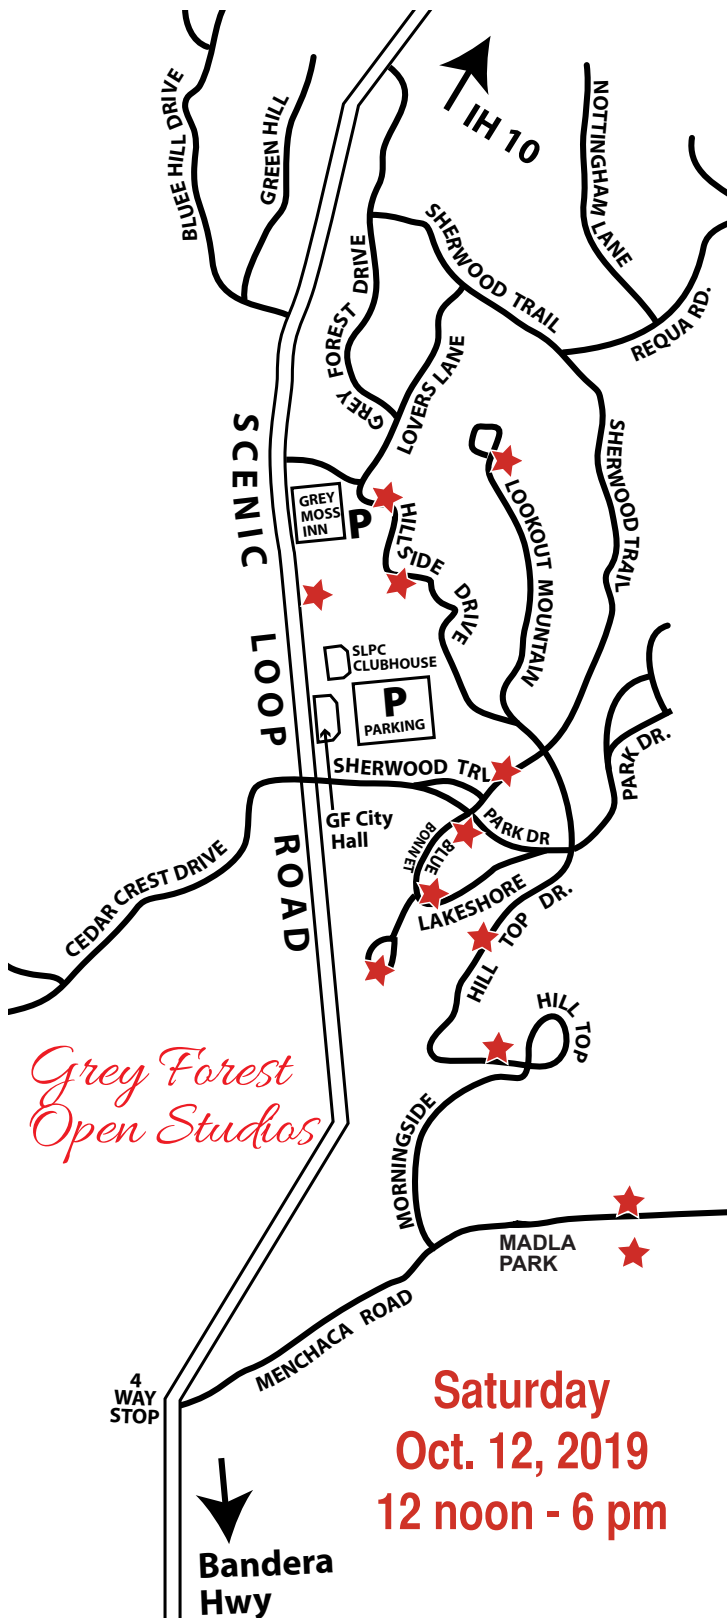 IH 10
BLUEE HILL DRIVE
GREEN HILL
NOTTINGHAM LANE
SHERWOOD TRAIL
REQUA RD.
GREY FOREST DRIVE
LOVERS LANE
SCENIC LOOP ROAD
GREY
MOSS
INN
P
HILLSIDE DRIVE
LOOKOUT MOUNTAIN
SHERWOOD TRAIL
SLPC
CLUBHOUSE
P
PARKING
PARK DR.
SHERWOOD TRL
GF City
Hall
PARK DR
BLUE
BONNET
CEDAR CREST DRIVE
LAKESHORE
HILL TOP DR.
HILL TOP
Grey Forest
Open Studios
MORNINGSIDE
MADLA
PARK
MENCHACA ROAD
4
WAY
STOP
Saturday
Oct. 12, 2019
12 noon - 6 pm
Bandera
Hwy